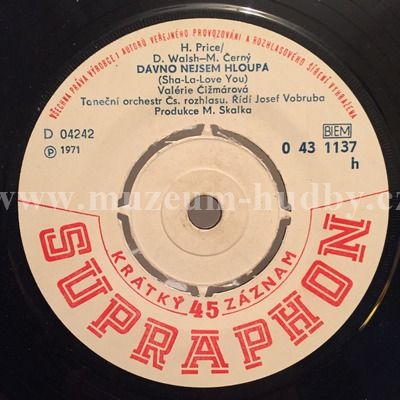 VŠECHNA PRÁVA VÝROBCE I AUTORŮ VEŘEJNÉHO PROVOZOVÁNÍ A ROZHLASOVÉHO ŠÍŘENÍ VYHRAŽENA
H. Price/
D. Walsh—M. Černý
DÁVNO NEJSEM HLOUPÁ
(Sha-La-Love You)
Valérie Čižmárová
Taneční orchestr Čs. rozhlasu. Řídí Josef Vobruba
Produkce M. Skalka
D 04242
BIEM
℗ 1971
0 43 1137
h
www.muzeum-hudby.cz
KRÁTKÝ 45 ZÁZNAM
SUPRAPHON